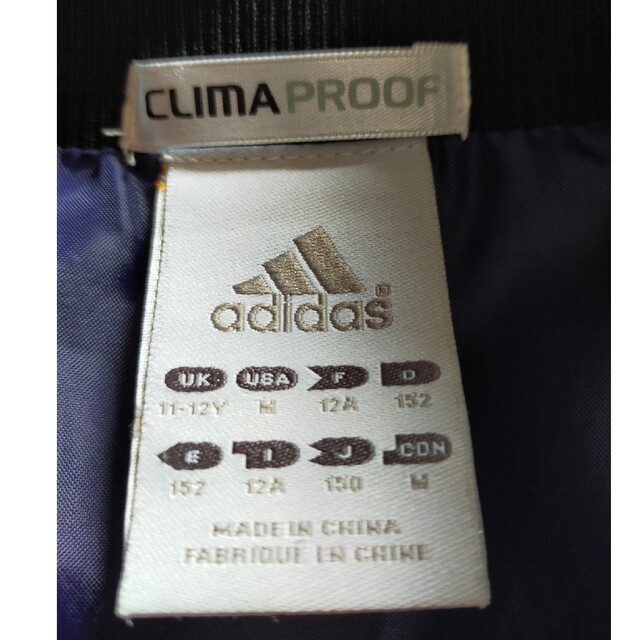 CLIMAPROOF
adidas ®
UK USA F D
11-12Y M 12A 152
E I J CDN
152 12A 150 M
MADE IN CHINA
FABRIQUÉ EN CHINE